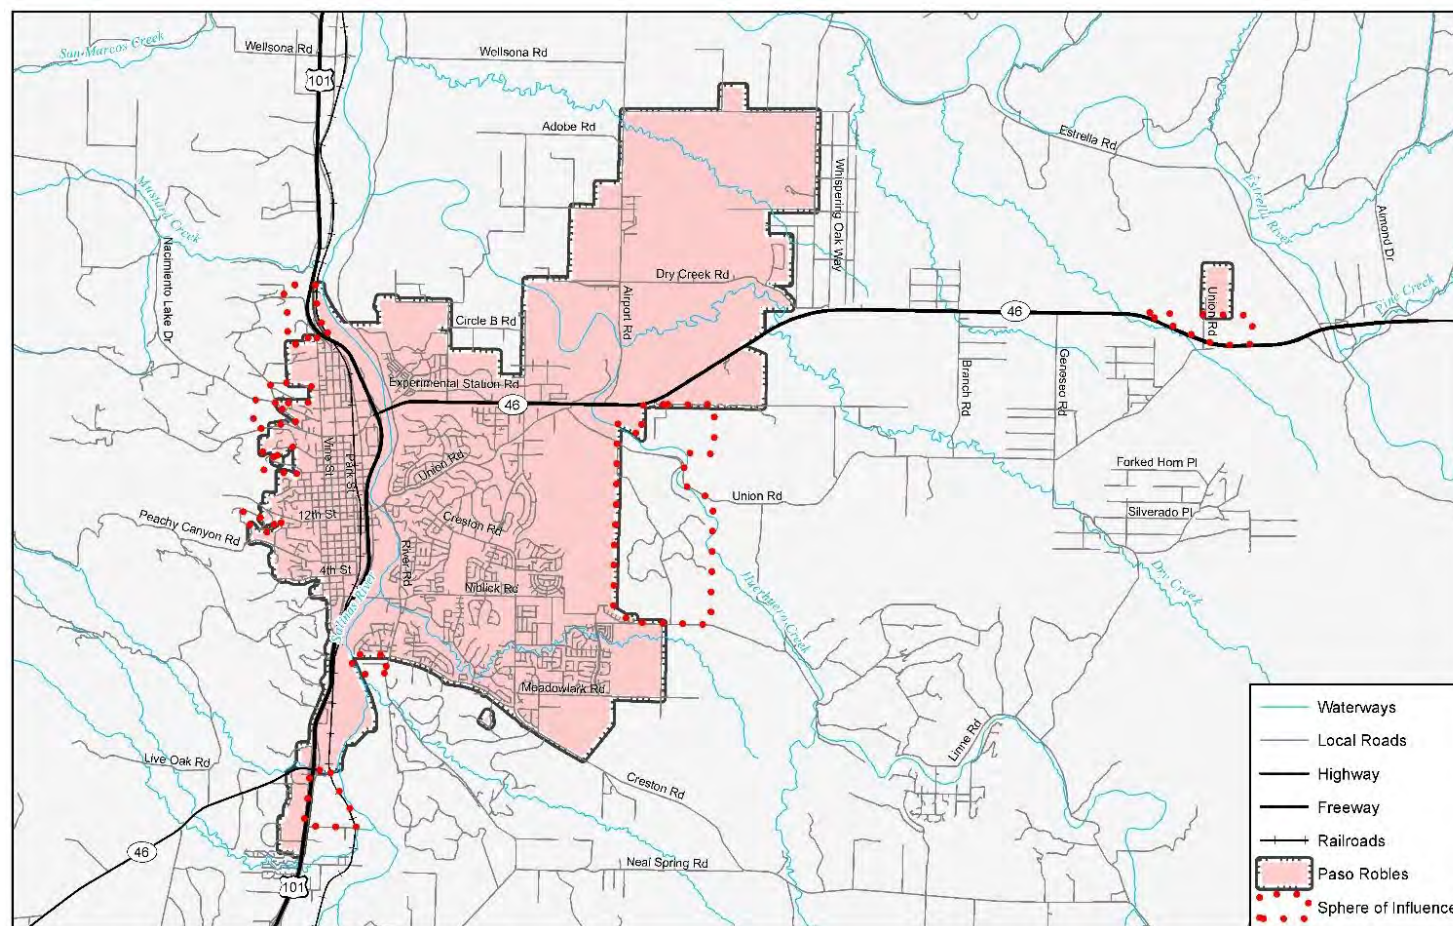 San Marcos Creek
Wellsona Rd
Wellsona Rd
101
Adobe Rd
Estrella Rd
Mustard Creek
Whispering Oak Way
Estrella River
Almond Dr
Nacimiento Lake Dr
Dry Creek Rd
Airport Rd
Union Rd
Pine Creek
Circle B Rd
46
Experimental Station Rd
46
Branch Rd
Geneseo Rd
Vine St
Park St
Union Rd
Forked Horn Pl
Union Rd
12th St
Creston Rd
Silverado Pl
Peachy Canyon Rd
River Rd
4th St
Niblick Rd
Huerhuero Creek
Dry Creek
Salinas River
Meadowlark Rd
Linne Rd
Live Oak Rd
Creston Rd
46
Neal Spring Rd
101
Waterways
Local Roads
Highway
Freeway
Railroads
Paso Robles
Sphere of Influence